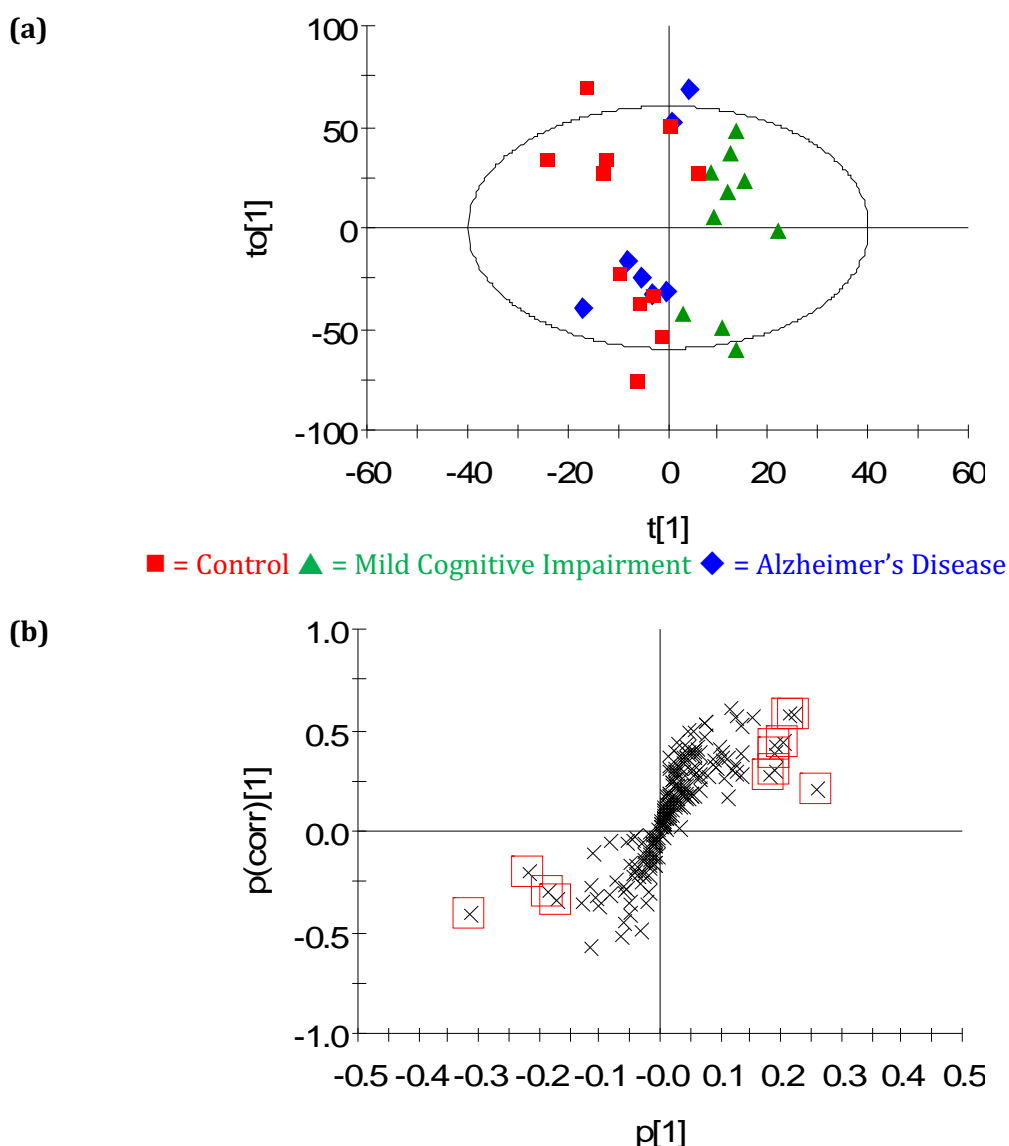 (a)
100
50
0
-50
-100
to[1]
-60 -40 -20 0 20 40 60
t[1]
= Control = Mild Cognitive Impairment = Alzheimer's Disease
(b)
1.0
0.5
0.0
-0.5
-1.0
p(corr)[1]
-0.5 -0.4 -0.3 -0.2 -0.1 -0.0 0.1 0.2 0.3 0.4 0.5
p[1]